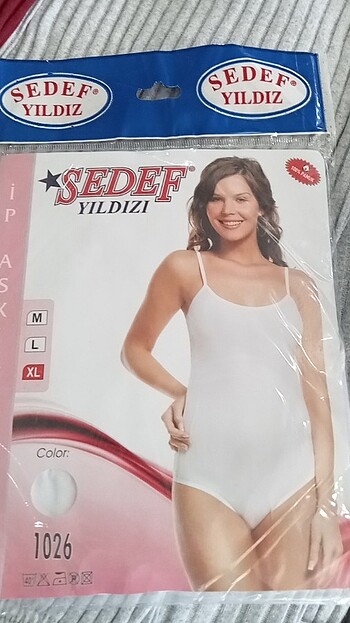 SEDEF®
YILDIZ
SEDEF®
YILDIZ
SEDEF®
YILDIZI
İP ASK
M
L
XL
Color:
1026